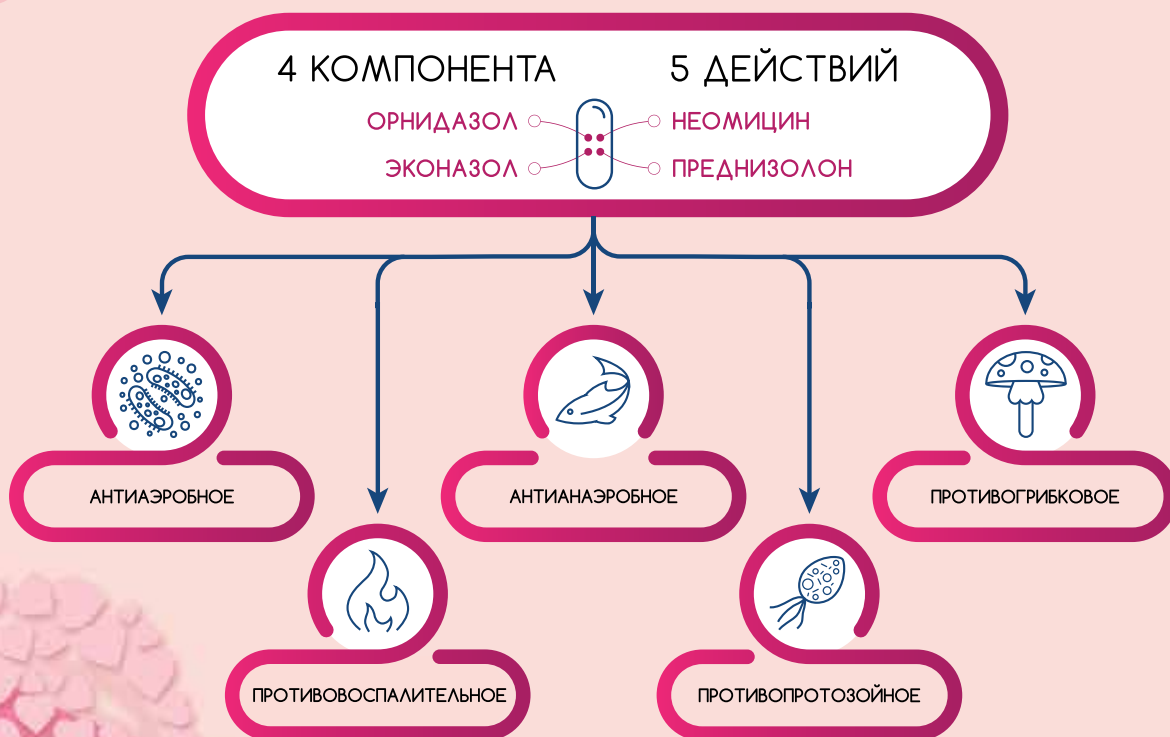 4 КОМПОНЕНТА
5 ДЕЙСТВИЙ
ОРНИДАЗОЛ
НЕОМИЦИН
ЭКОНАЗОЛ
ПРЕДНИЗОЛОН
АНТИАЭРОБНОЕ
АНТИАНАЭРОБНОЕ
ПРОТИВОГРИБКОВОЕ
ПРОТИВОВОСПАЛИТЕЛЬНОЕ
ПРОТИВОПРОТОЗОЙНОЕ